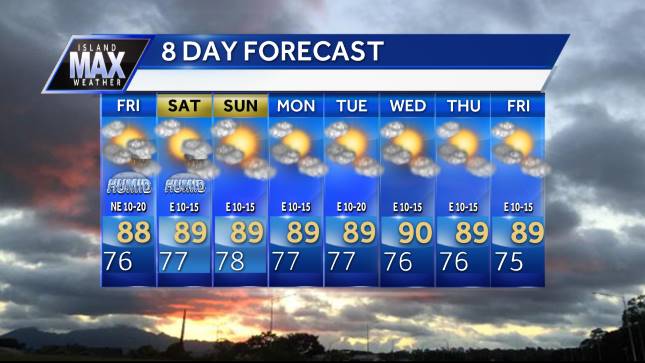 ISLAND
MAX
WEATHER
8 DAY FORECAST
FRI SAT SUN MON TUE WED THU FRI
HUMID HUMID
NE 10-20 E 10-15 E 10-15 E 10-15 E 10-20 E 10-15 E 10-15 E 10-15
88 89 89 89 89 90 89 89
76 77 78 77 77 76 76 75